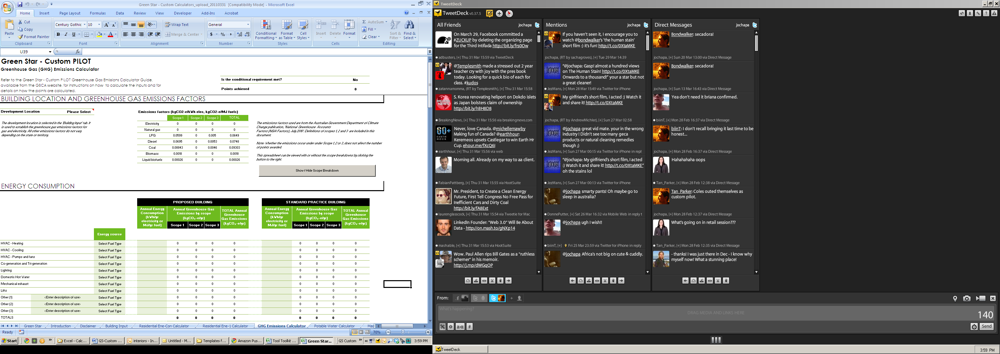 Green Star - Custom Calculators_upload_20110331 [Compatibility Mode] - Microsoft Excel
Home Insert Page Layout Formulas Data Review View Developer Add-Ins Acrobat
Paste
Cut
Copy
Format Painter
Clipboard
Century Gothic 10
Font
Wrap Text
Merge & Center
Alignment
General
Number
Conditional Formatting
Format as Table
Cell Styles
Styles
Insert Delete Format
Cells
AutoSum
Fill
Clear
Sort & Filter
Find & Select
Editing
U39
Green Star - Custom PILOT
Greenhouse Gas (GHG) Emissions Calculator
Refer to the Green Star - Custom PILOT Greenhouse Gas Emissions Calculator Guide,
available from the GBCA website, for instructions on how to calculate the inputs and for
details on how the points are calculated.
Is the conditional requirement met? No
Points achieved 0
BUILDING LOCATION AND GREENHOUSE GAS EMISSIONS FACTORS
Development Location Please Select
The development location is selected in the 'Building Input' tab. It
is used to establish the greenhouse gas emissions factors for
gas and electricity. All other emissions factors do not vary
depending on the state or territory.
Emissions factors (kgCO2-e/kWh elec, kgCO2-e/MJ fuels)
Scope 1 Scope 2 Scope 3 TOTAL
Electricity 0 0 0 0
Natural gas 0 0 0 0
LPG 0.0599 0 0.005 0.0649
Diesel 0.0695 0 0.0053 0.0748
Coal 0.08843 0 0.0046 0.09303
Biomass 0.0018 0 0 0.0018
Liquid biofuels 0.00026 0 0 0.00026
The emissions factors used are from the Australian Government Department of Climate
Change publication, 'National Greenhouse Accounts
Factors (NGA Factors), July 2010'. Definitions of scopes 1, 2 and 3 are included in this
document.
Note: Whether the emissions occur under under Scope 1, 2 or 3, does not affect the number
of points awarded.
This spreadsheet can be viewed with or without the scope breakdowns by clicking the
button to the right.
Show / Hide Scope Breakdown
ENERGY CONSUMPTION
PROPOSED BUILDING
Annual Energy Consumption (kWh/yr electricity or MJ/yr fuel)
Annual Greenhouse Gas Emissions by scope (kgCO₂-e/yr)
TOTAL Annual Greenhouse Gas Emissions (kgCO₂-e/yr)
Scope 1 Scope 2 Scope 3
STANDARD PRACTICE BUILDING
Annual Energy Consumption (kWh/yr electricity or MJ/yr fuel)
Annual Greenhouse Gas Emissions by scope (kgCO₂-e/yr)
TOTAL Annual Greenhouse Gas Emissions (kgCO₂-e/yr)
Scope 1 Scope 2 Scope 3
Energy source
HVAC - Heating Select Fuel Type 0 0 0 0 0 0 0 0
HVAC - Cooling Select Fuel Type 0 0 0 0 0 0 0 0
HVAC - Pumps and fans Select Fuel Type 0 0 0 0 0 0 0 0
Co-generation and Tri-generation Select Fuel Type 0 0 0 0 0 0 0 0
Lighting Select Fuel Type 0 0 0 0 0 0 0 0
Domestic Hot Water Select Fuel Type 0 0 0 0 0 0 0 0
Mechanical exhaust Select Fuel Type 0 0 0 0 0 0 0 0
Lifts Select Fuel Type 0 0 0 0 0 0 0 0
Other (1) <Enter description of use> Select Fuel Type 0 0 0 0 0 0 0 0
Other (2) <Enter description of use> Select Fuel Type 0 0 0 0 0 0 0 0
Other (3) <Enter description of use> Select Fuel Type 0 0 0 0 0 0 0 0
TOTALS 0 0 0 0 0 0 0 0
Green Star Introduction Disclaimer Building Input Residential Ene-Con Calculator Residential Ene-1 Calculator GHG Emissions Calculator Potable Water Calculator Mas
Ready 70%
Start Excel - Calc... GS-Custom ... interiors - In... Untitled - M... Templates f... Amazon Pus... Tool Toolkit ... Green Star... GS Custom 3:59 PM
TweetDeck
TweetDeck v0.37.5
All Friends jochapa
On March 29, Facebook committed a
#ZUCKUP by deleting the organizing page
for the Third Intifada http://bit.ly/frs0Ow
adbusters, [+] Thu 31 Mar 15:59 via TweetDeck
@Templesmith made a stressed out 2 year
teacher cry with joy with the pres book
today. Looking for a quick bio of each for
class. #kudos
zatannamomma, (RT by Templesmith), [+] Thu 31 Mar 15:58
BREAKING NEWS
S. Korea renovating heliport on Dokdo islets
as Japan bolsters claim of ownership
http://bit.ly/hBH8D8
BreakingNews, [+] Thu 31 Mar 15:56 via breakingnews.com
60+ EARTH HOUR
Never, love Canada. @michellemawby
Making fun of Canada? @earthhour:
Keremeos upsets Castlegar to win Earth Hr
Cup. ehour.me/fXcQ6I
earthhour, [+] Thu 31 Mar 15:56 via web
Morning all. Already on my way to aa client.
FabianPattberg, [+] Thu 31 Mar 15:55 via HootSuite
Mr. President, to Create a Clean Energy
Future, First Tell Congress No Free Pass for
Inefficient Cars and Dirty Coal
http://bit.ly/fA8Ext
laurenglasscock, [+] Thu 31 Mar 15:54 via Tweetie for Mac
LinkedIn Founder: "Web 3.0" Will Be About
Data - http://on.mash.to/gNXp14
mashable, [+] Thu 31 Mar 15:53 via HootSuite
Wow. Paul Allen rips Bill Gates as a "ruthless
schemer" in his memoir.
http://j.mp/dWGqOP
Mentions jochapa
If you haven't seen it, I encourage you to
watch @bondwalker's 'the human stain'
short film :) it's fun! http://t.co/0XtaMKE
jochapa, (RT by sachagroves), [+] Tue 29 Mar 14:39
"@jochapa: Gasp! almost a hundred views
on The Human Stain! http://t.co/0XtaMKE
Onwards to a thousand!" your a star but not
a great cleaner!
JezMans, [+] Mon 28 Mar 15:49 via Twitter for iPhone
My girlfriend's short film, I acted :) Watch it
and share it! http://t.co/0XtaMKE
jochapa, (RT by AndrewMichler), [+] Sun 27 Mar 02:58
@jochapa great vid mate. your in the wrong
industry ! Didn't see too many geca
products or natural cleaning remedies
though ;)
JezMans, [+] Sun 27 Mar 00:15 via Twitter for iPhone in repl
"@jochapa: My girlfriend's short film, I acted
:) Watch it and share it! http://t.co/0XtaMKE"
oh the stains lol
JezMans, [+] Sun 27 Mar 00:13 via Twitter for iPhone
@jochapa smarty pants! Oh maybe go to
sleep in australia?
DonnePutter, [+] Sat 26 Mar 16:32 via Mobile Web in reply t
@jochapa ugh I wish!!
biinT, [+] Fri 25 Mar 23:59 via Twitter for iPhone in reply
@jochapa Africa's not big on cute & cuddly.
Direct Messages jochapa
Bondwalker: secadora!
jochapa, [+] Sun 20 Mar 13:00 via Direct Message
Bondwalker: secadora!
jochapa, [+] Sun 13 Mar 16:43 via Direct Message
Yea don't need it briana confirmed.
biinT, [+] Mon 28 Feb 16:37 via Direct Message
biinT: I don't recall bringing it last time to be
honest...
jochapa, [+] Mon 28 Feb 16:37 via Direct Message
Hahahahaha oops
Tan_Parker, [+] Mon 28 Feb 12:38 via Direct Message
Tan_Parker: Coles outed themselves as
custom pilot.
jochapa, [+] Mon 28 Feb 12:37 via Direct Message
What's going on in retail session???
Tan_Parker, [+] Mon 28 Feb 12:35 via Direct Message
- thanks! I was just there in Dec - I know why
myself now! What a stunning place!
From:
What's happening?
DRAG MEDIA AND LINKS HERE
140
Send
TweetDeck 3:59 PM